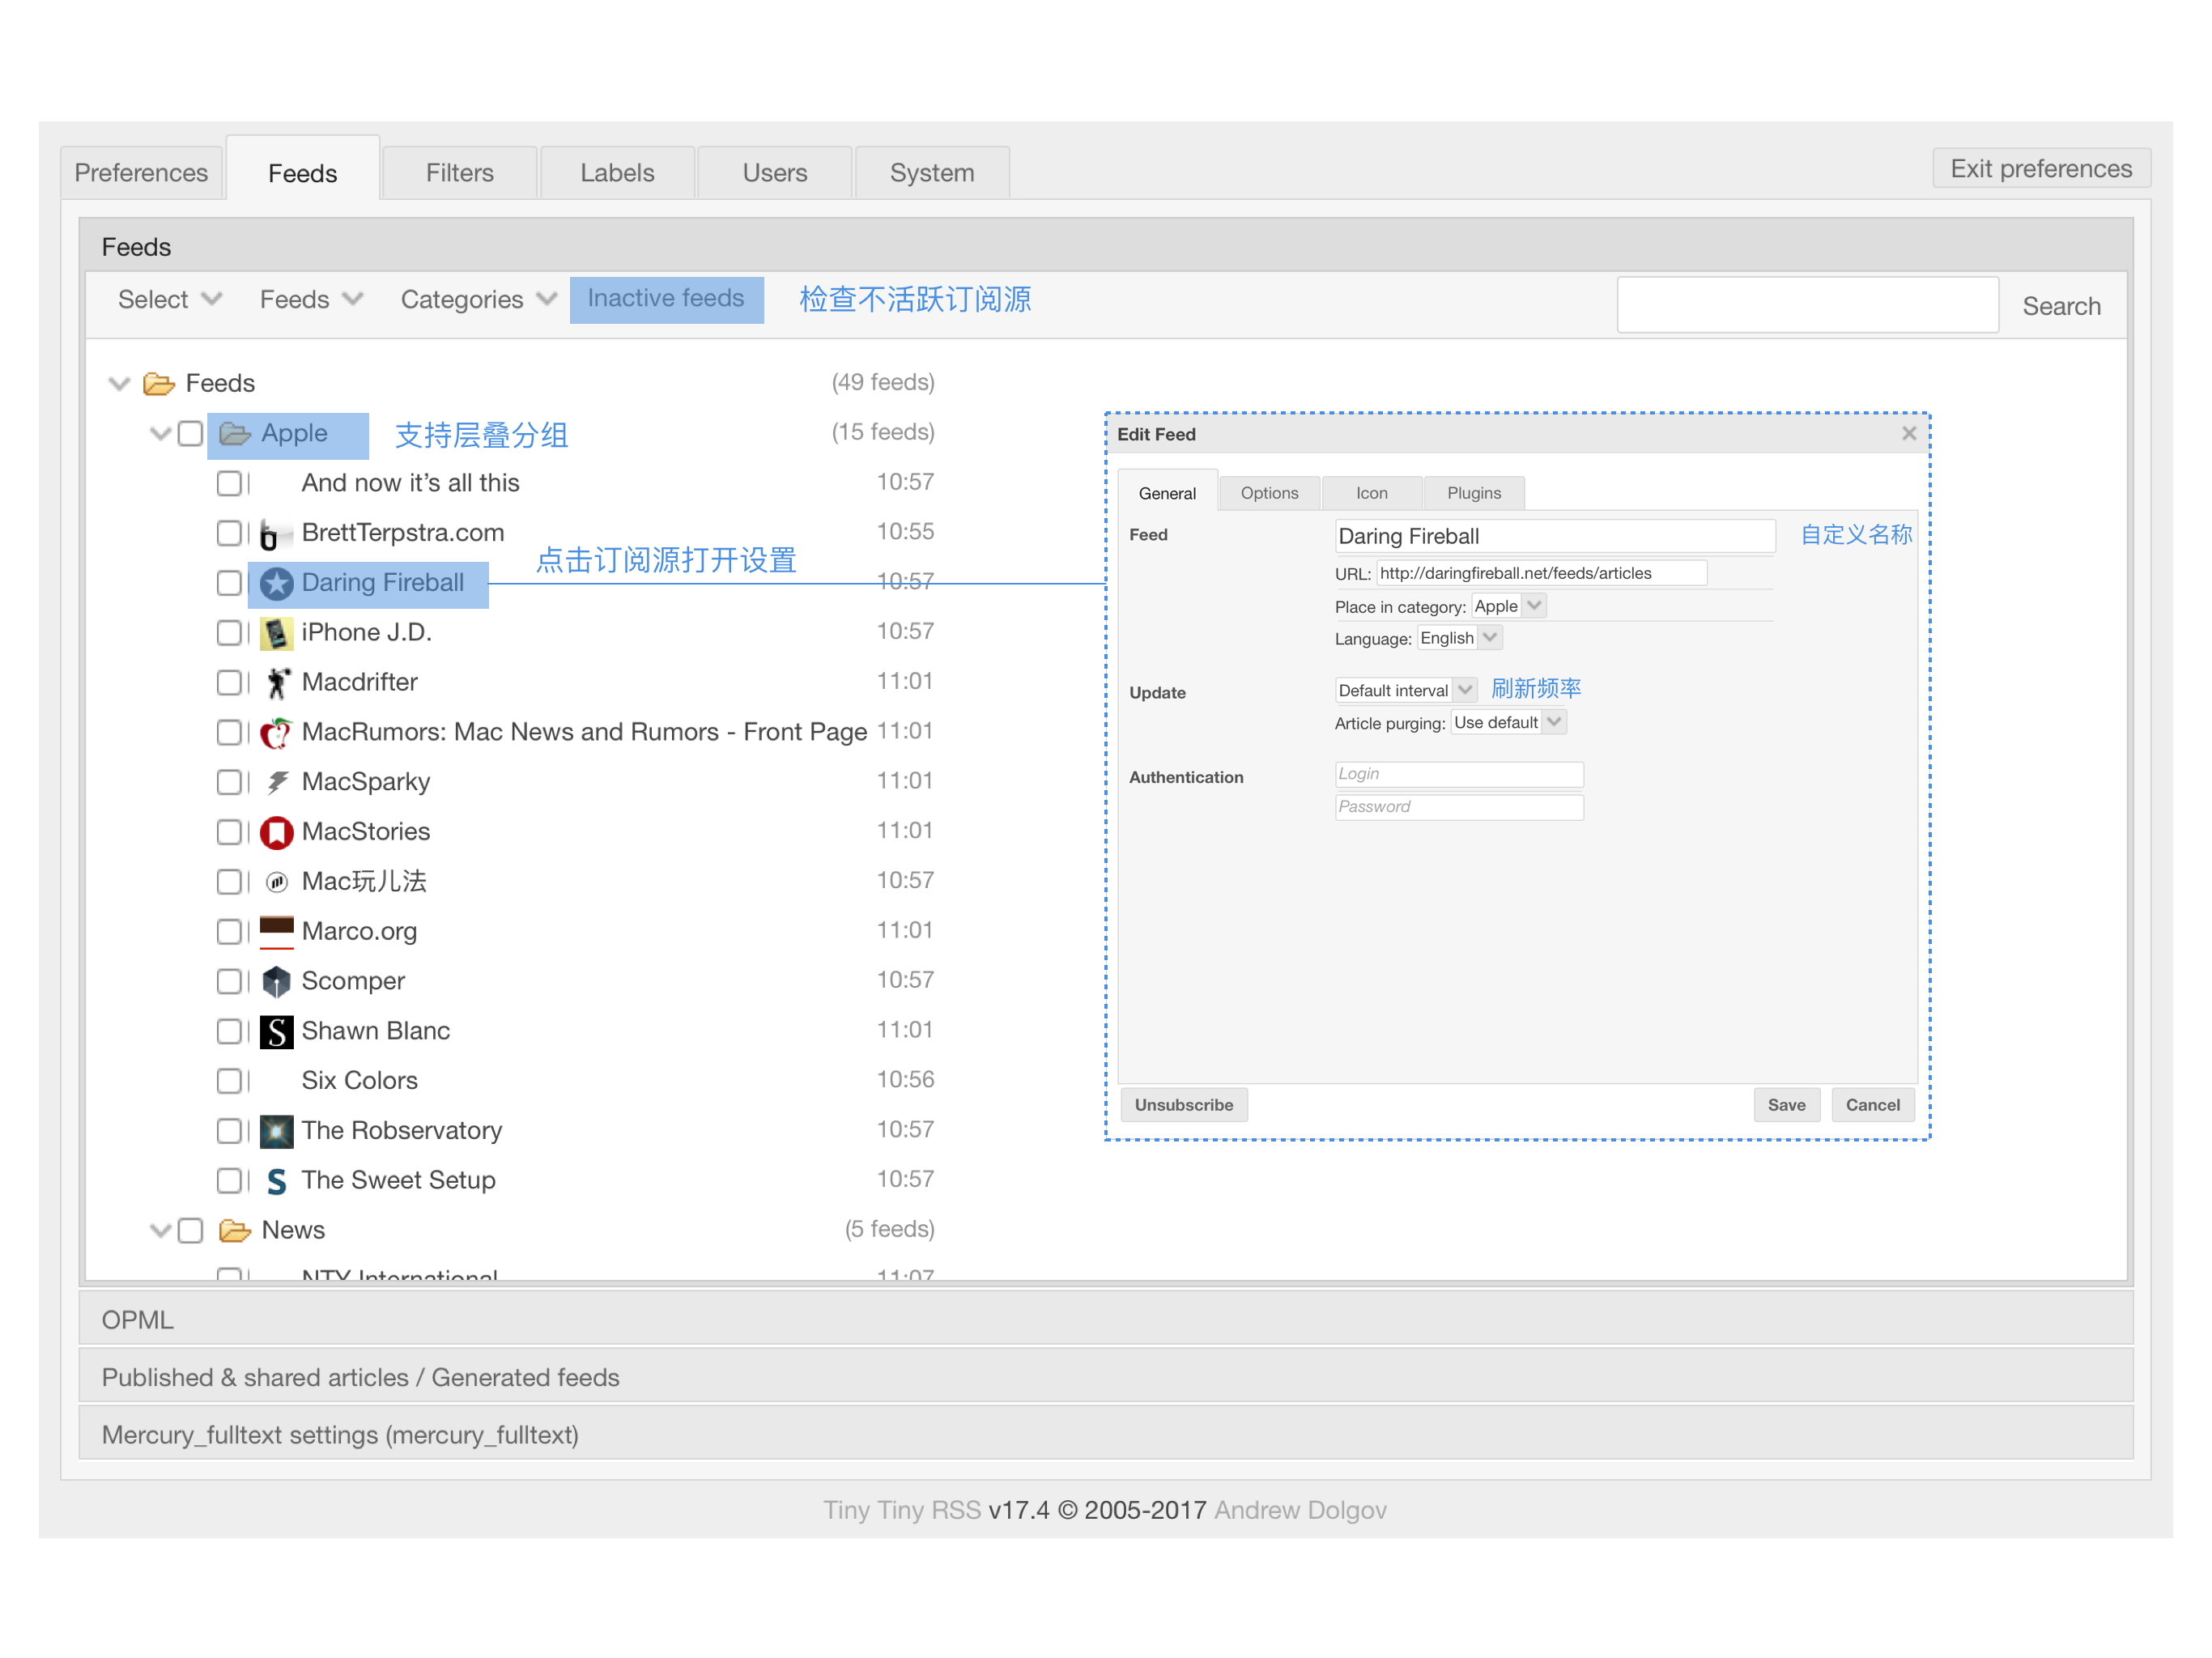 Preferences Feeds Filters Labels Users System Exit preferences
Feeds
Select Feeds Categories Inactive feeds 检查不活跃订阅源 Search
Feeds (49 feeds)
Apple 支持层叠分组 (15 feeds)
And now it’s all this 10:57
BrettTerpstra.com 10:55
点击订阅源打开设置
Daring Fireball 10:57
iPhone J.D. 10:57
Macdrifter 11:01
MacRumors: Mac News and Rumors - Front Page 11:01
MacSparky 11:01
MacStories 11:01
Mac玩儿法 10:57
Marco.org 11:01
Scomper 10:57
Shawn Blanc 11:01
Six Colors 10:56
The Robservatory 10:57
The Sweet Setup 10:57
News (5 feeds)
NTY International 11:07
Edit Feed
General Options Icon Plugins
Feed Daring Fireball 自定义名称
URL: http://daringfireball.net/feeds/articles
Place in category: Apple
Language: English
Update Default interval 刷新频率
Article purging: Use default
Authentication Login
Password
Unsubscribe Save Cancel
OPML
Published & shared articles / Generated feeds
Mercury_fulltext settings (mercury_fulltext)
Tiny Tiny RSS v17.4 © 2005-2017 Andrew Dolgov